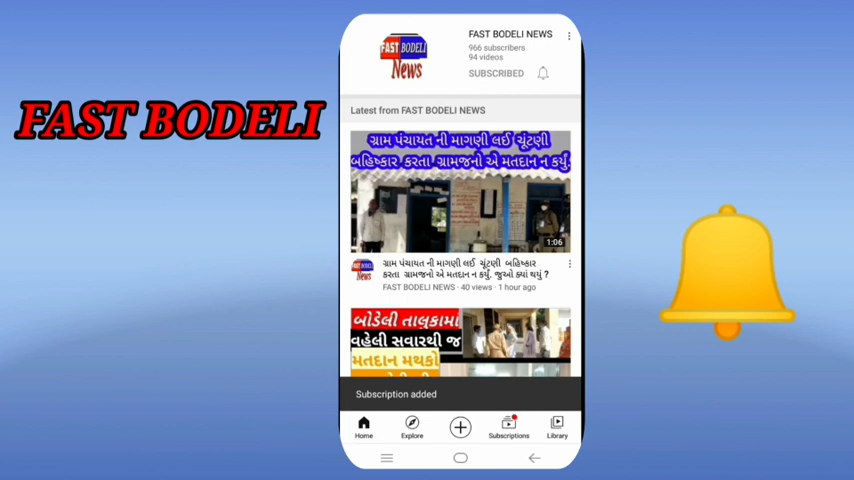 FAST BODELI
FAST BODELI
News
FAST BODELI NEWS
966 subscribers
94 videos
SUBSCRIBED
Latest from FAST BODELI NEWS
ગ્રામ પંચાયત ની માગણી લઈ ચૂંટણી
બહિષ્કાર કરતા ગ્રામજનો એ મતદાન ન કર્યું.
1:06
ગ્રામ પંચાયત ની માગણી લઈ ચૂંટણી બહિષ્કાર
કરતા ગ્રામજનો એ મતદાન ન કર્યું. જુઓ ક્યાં થયું ?
FAST BODELI NEWS · 40 views · 1 hour ago
બોડેલી તાલુકામાં
વહેલી સવારથી જ
મતદાન મથકો
Subscription added
Home
Explore
Subscriptions
Library